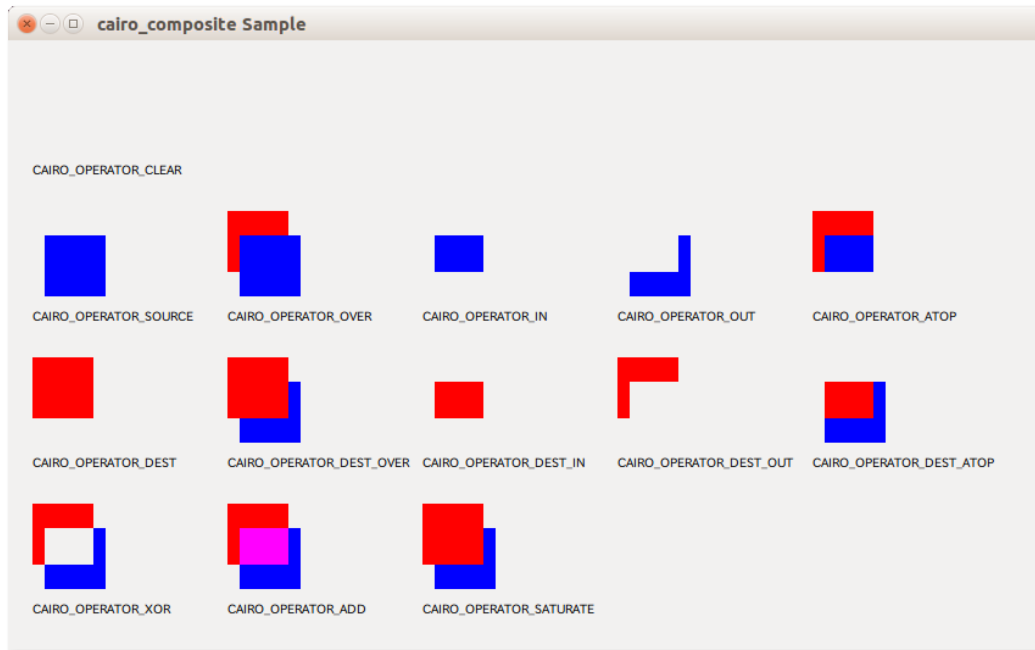 cairo_composite Sample
CAIRO_OPERATOR_CLEAR
CAIRO_OPERATOR_SOURCE CAIRO_OPERATOR_OVER CAIRO_OPERATOR_IN CAIRO_OPERATOR_OUT CAIRO_OPERATOR_ATOP
CAIRO_OPERATOR_DEST CAIRO_OPERATOR_DEST_OVER CAIRO_OPERATOR_DEST_IN CAIRO_OPERATOR_DEST_OUT CAIRO_OPERATOR_DEST_ATOP
CAIRO_OPERATOR_XOR CAIRO_OPERATOR_ADD CAIRO_OPERATOR_SATURATE